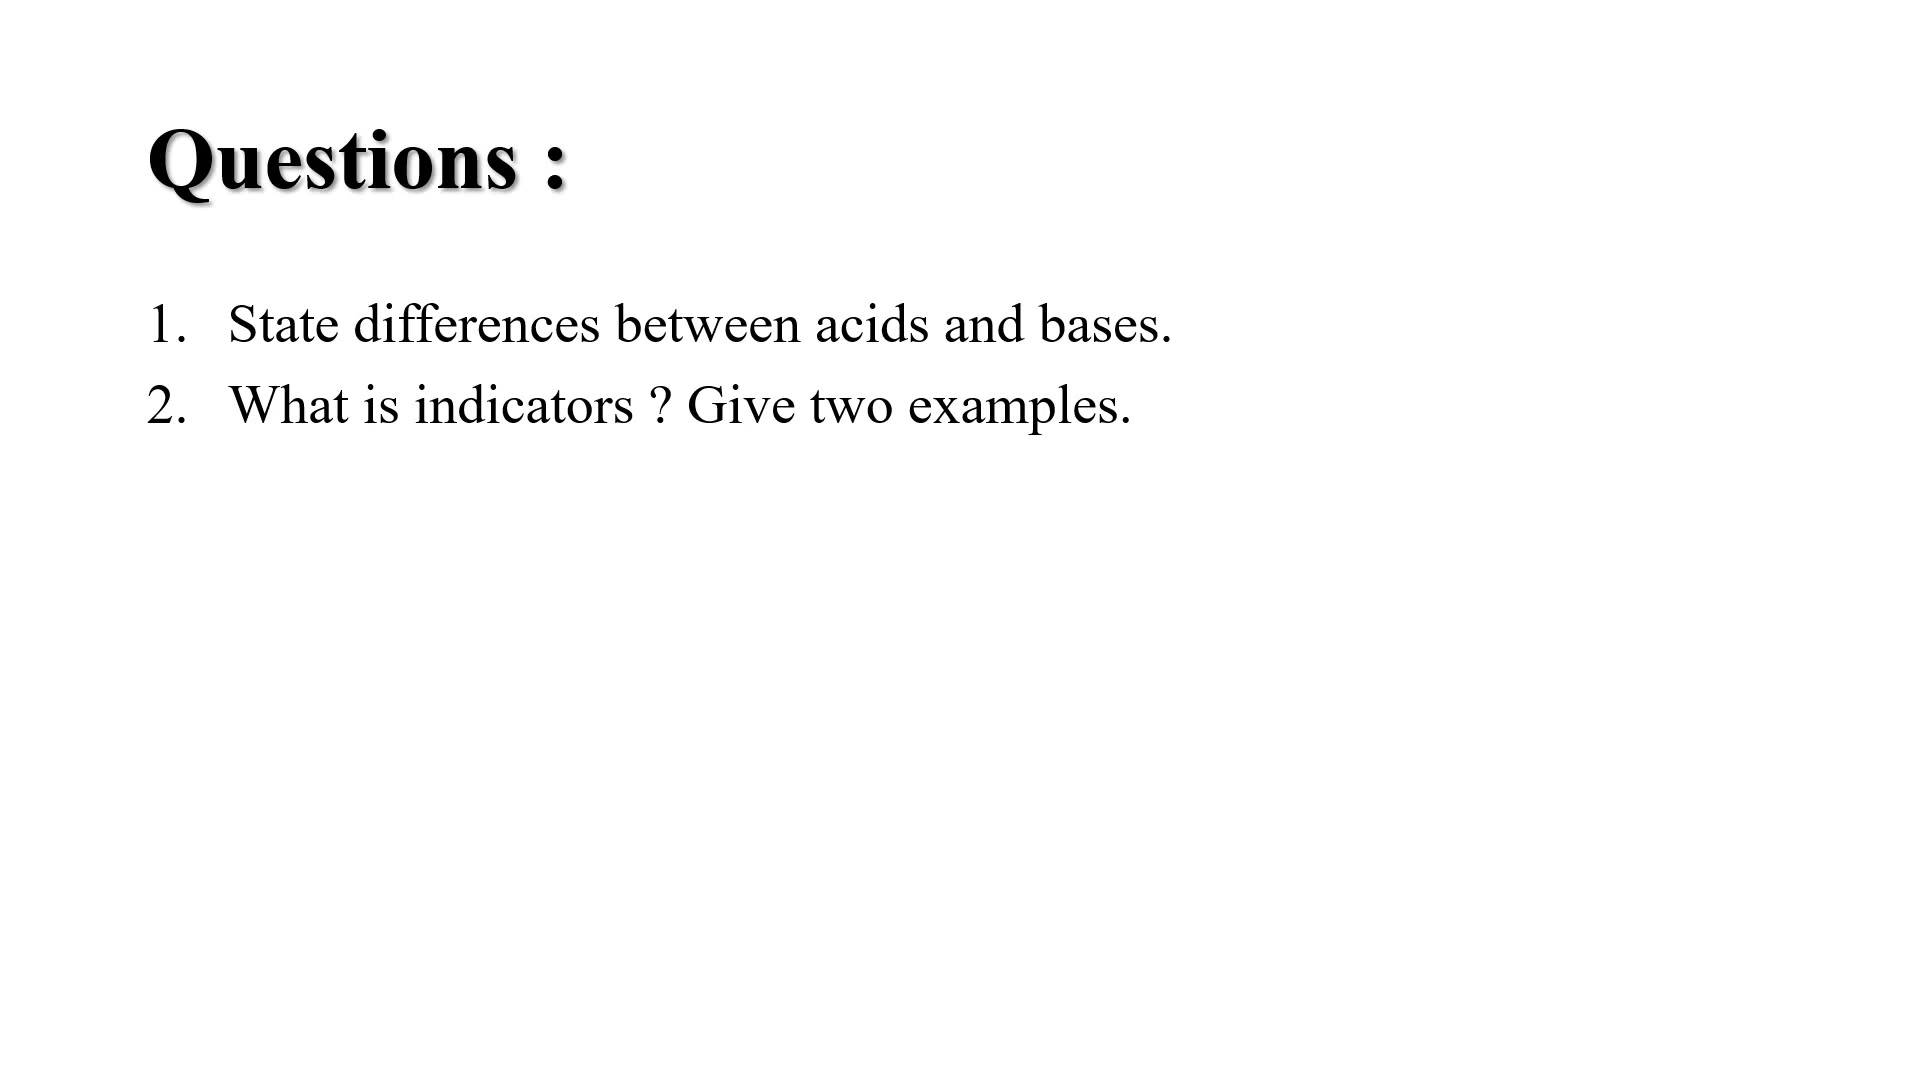 Questions :
1. State differences between acids and bases.
2. What is indicators ? Give two examples.